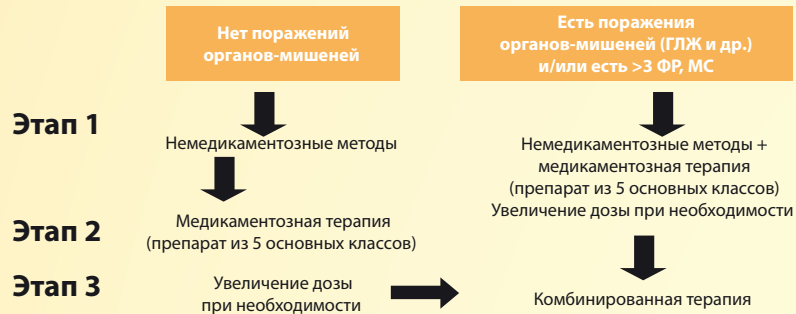 Нет поражений
органов-мишеней
Есть поражения
органов-мишеней (ГЛЖ и др.)
и/или есть >3 ФР, МС
Этап 1
Немедикаментозные методы
Немедикаментозные методы +
медикаментозная терапия
(препарат из 5 основных классов)
Увеличение дозы при необходимости
Этап 2
Медикаментозная терапия
(препарат из 5 основных классов)
Этап 3
Увеличение дозы
при необходимости
Комбинированная терапия